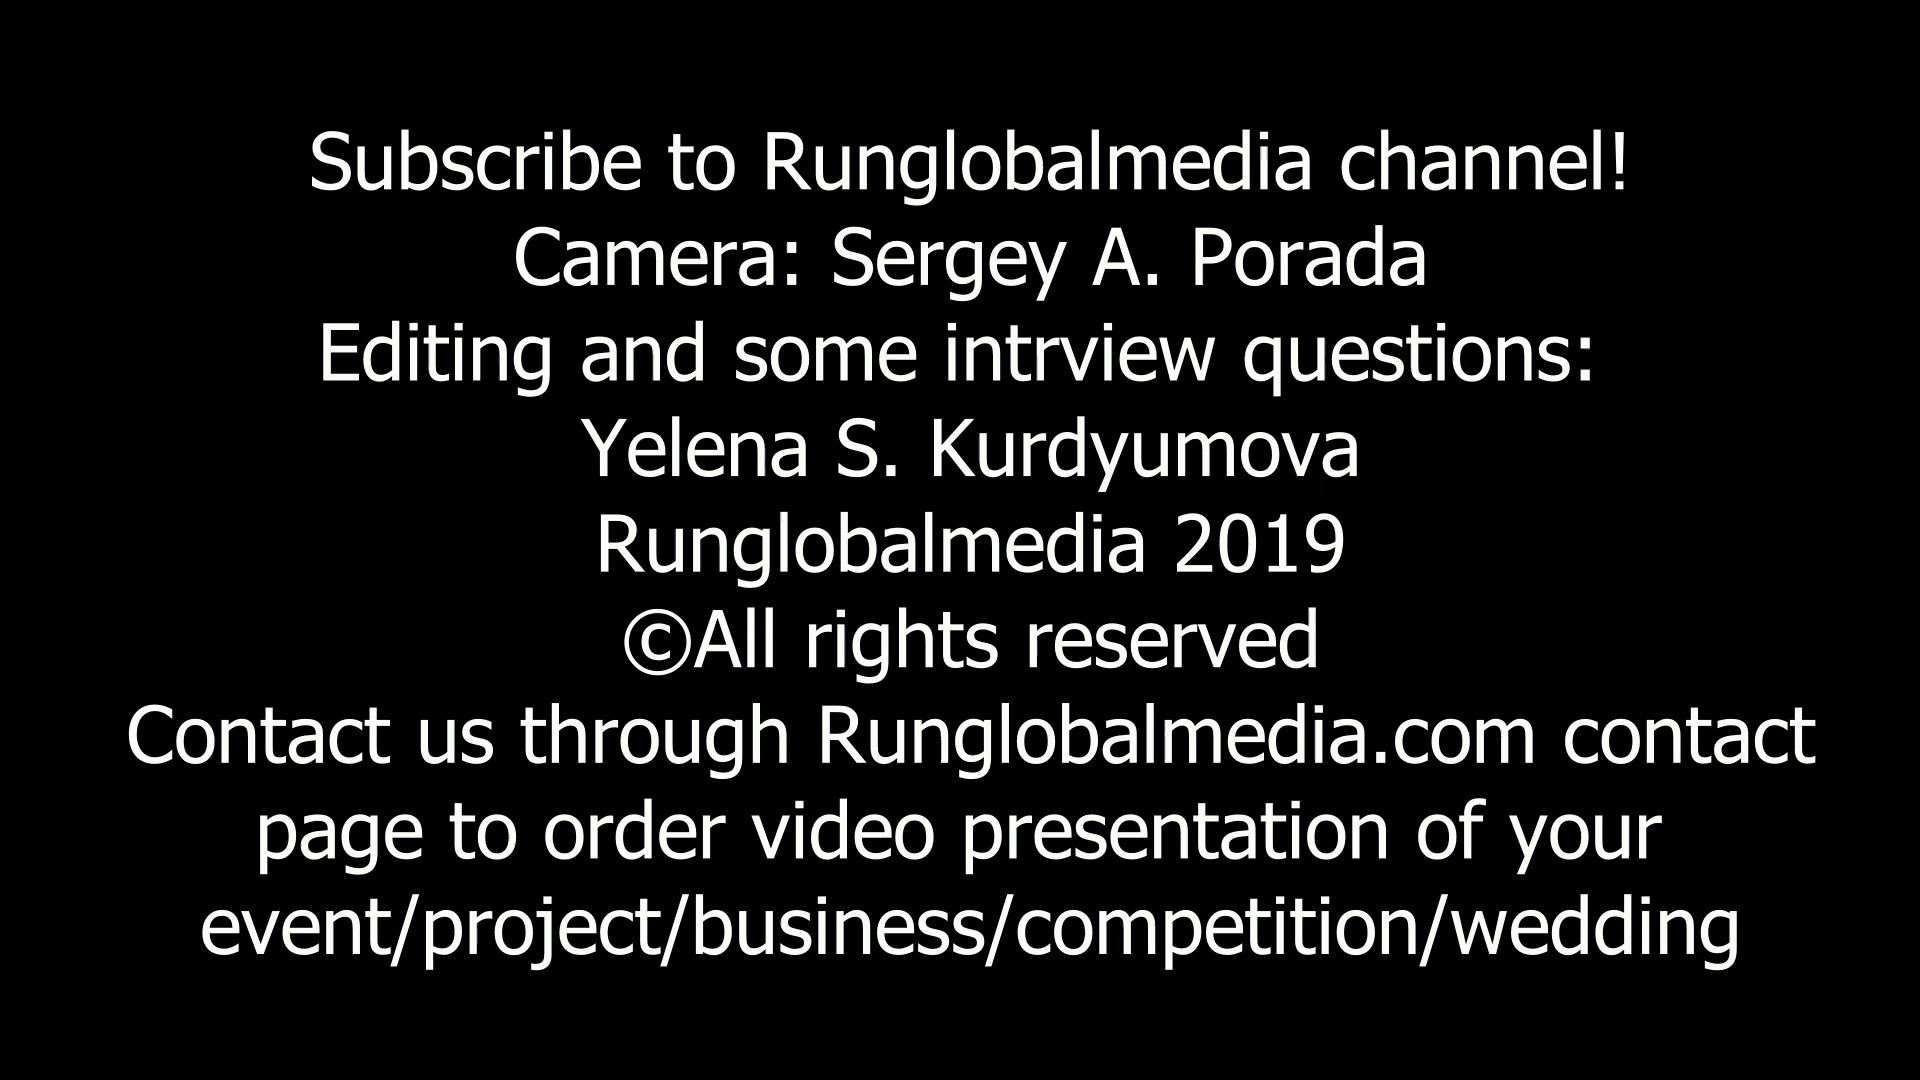 Subscribe to Runglobalmedia channel!
Camera: Sergey A. Porada
Editing and some intrview questions:
Yelena S. Kurdyumova
Runglobalmedia 2019
©All rights reserved
Contact us through Runglobalmedia.com contact
page to order video presentation of your
event/project/business/competition/wedding